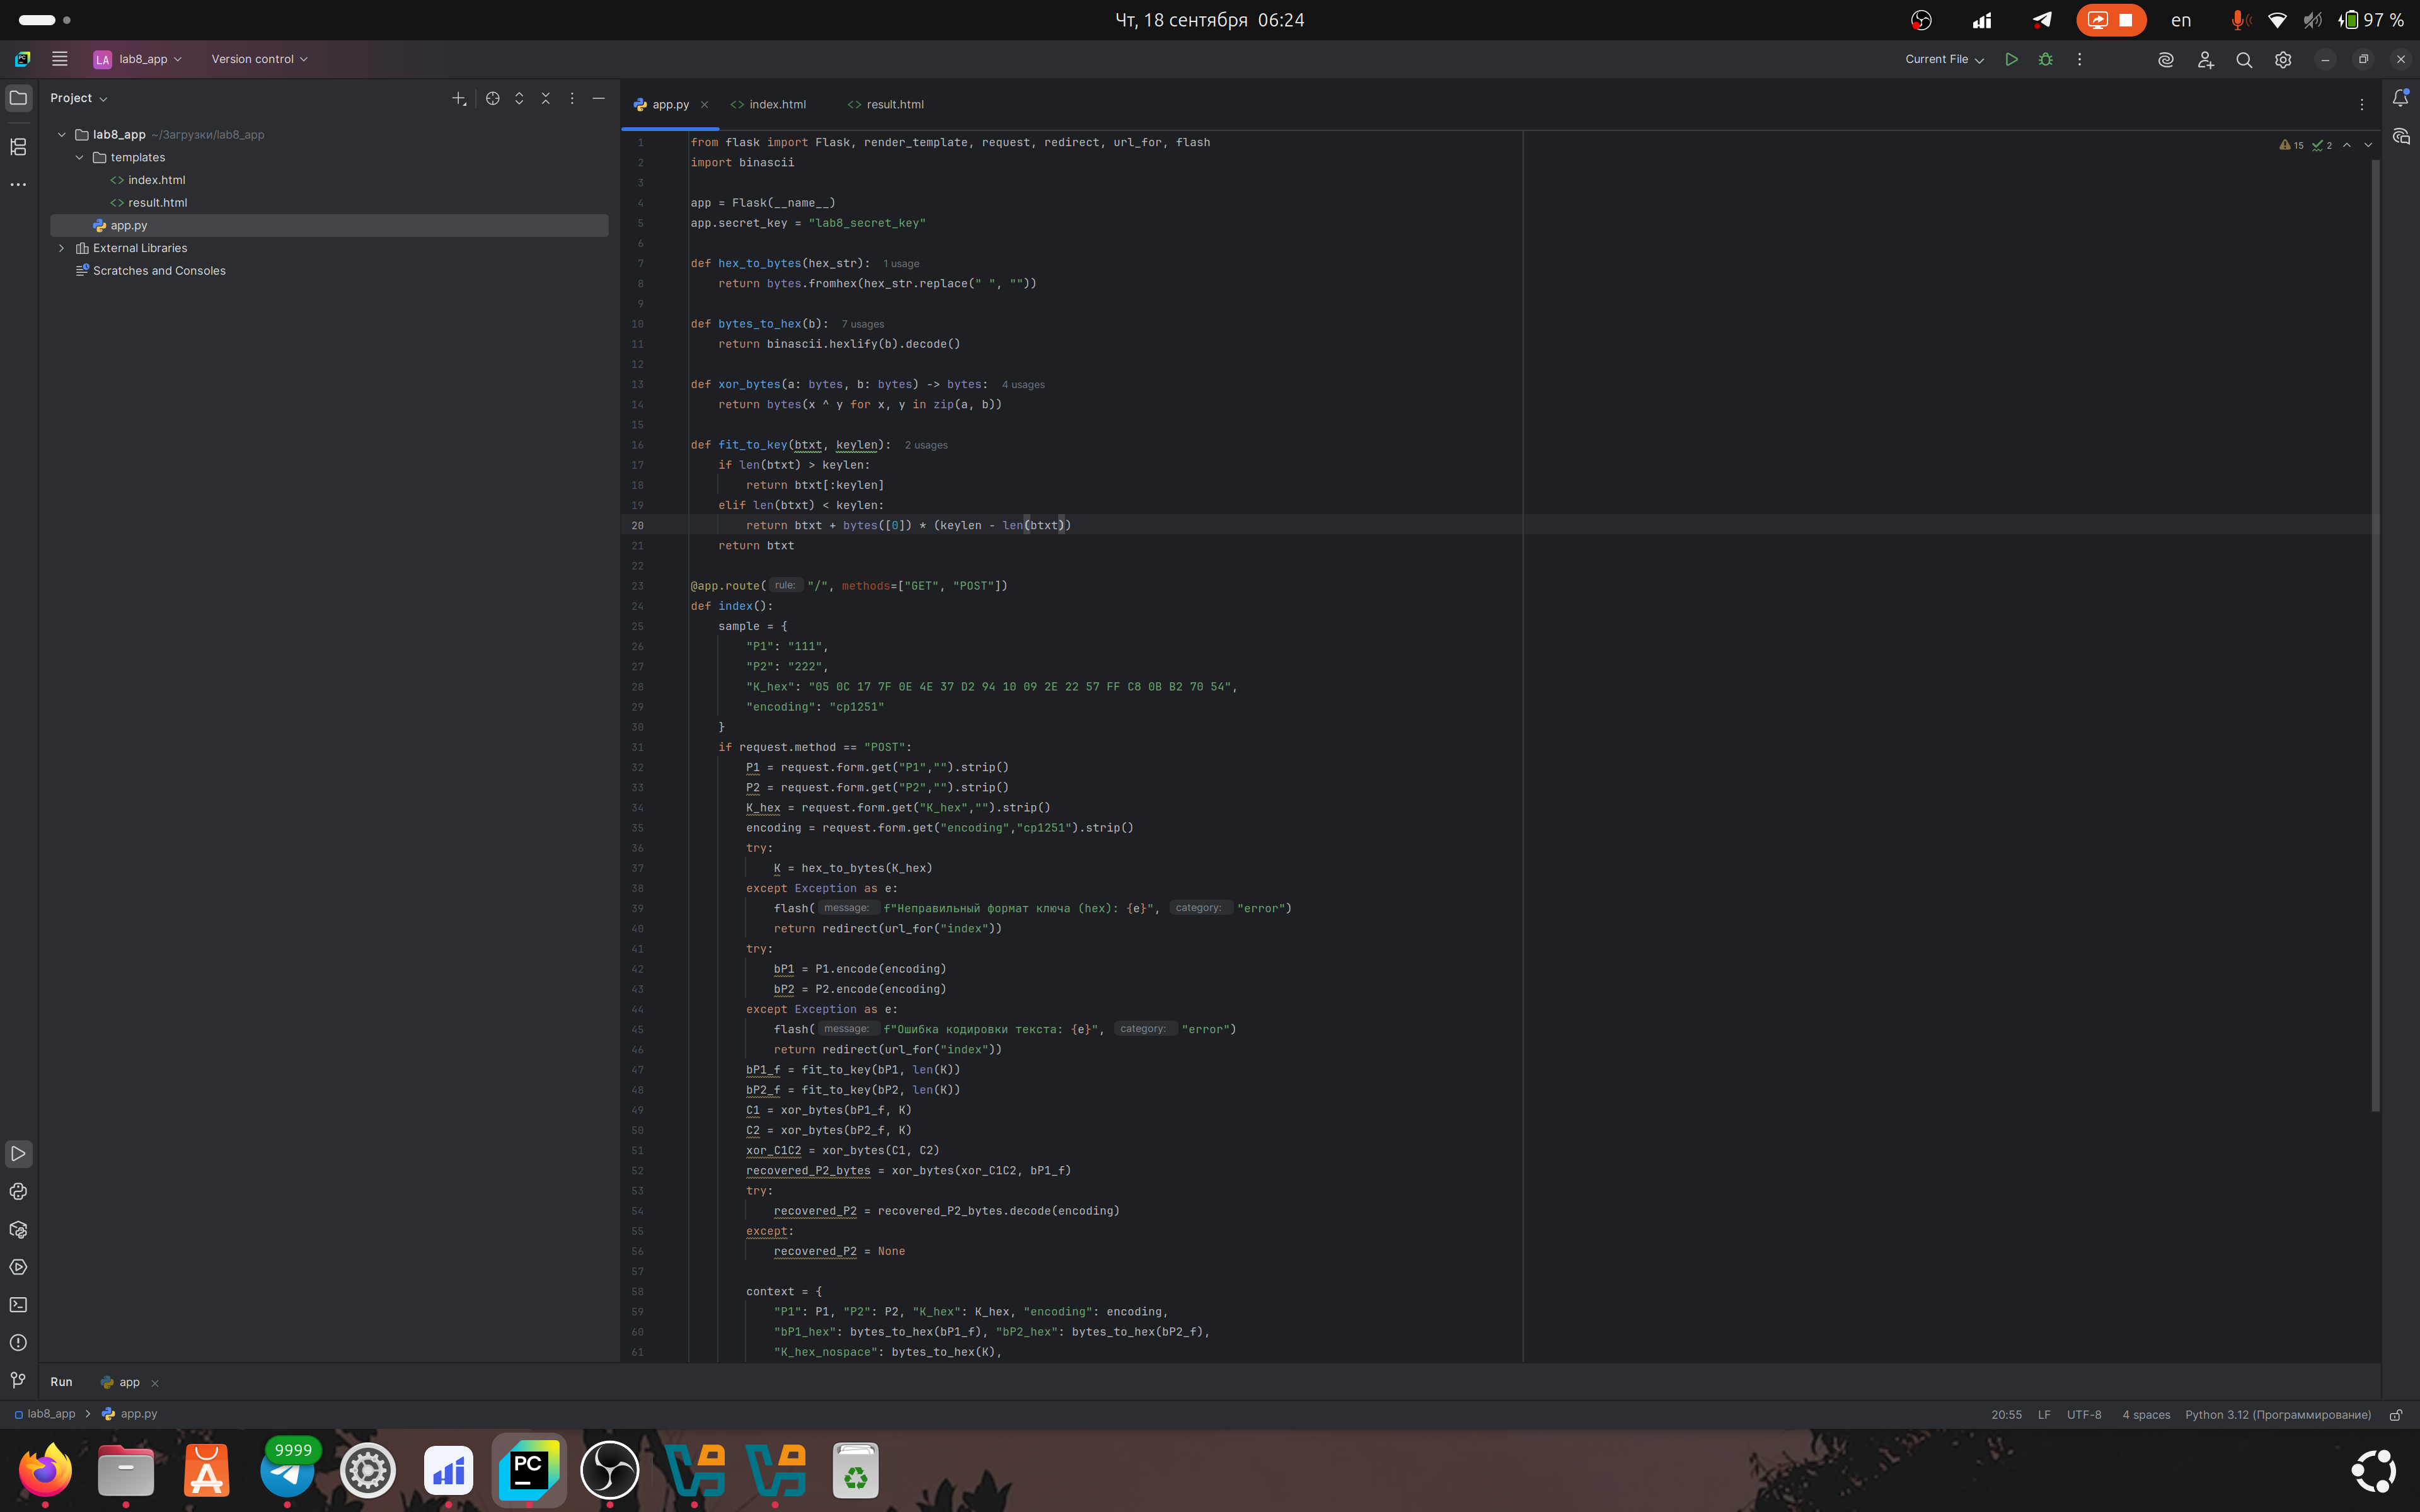 Чт, 18 сентября 06:24
en
97 %
PC
LA lab8_app
Version control
Current File
Project
lab8_app ~/Загрузки/lab8_app
templates
index.html
result.html
app.py
External Libraries
Scratches and Consoles
app.py
index.html
result.html
15 2
1 from flask import Flask, render_template, request, redirect, url_for, flash
2 import binascii
3
4 app = Flask(__name__)
5 app.secret_key = "lab8_secret_key"
6
7 def hex_to_bytes(hex_str): 1 usage
8 return bytes.fromhex(hex_str.replace(" ", ""))
9
10 def bytes_to_hex(b): 7 usages
11 return binascii.hexlify(b).decode()
12
13 def xor_bytes(a: bytes, b: bytes) -> bytes: 4 usages
14 return bytes(x ^ y for x, y in zip(a, b))
15
16 def fit_to_key(btxt, keylen): 2 usages
17 if len(btxt) > keylen:
18 return btxt[:keylen]
19 elif len(btxt) < keylen:
20 return btxt + bytes([0]) * (keylen - len(btxt))
21 return btxt
22
23 @app.route( rule: "/", methods=["GET", "POST"])
24 def index():
25 sample = {
26 "P1": "111",
27 "P2": "222",
28 "K_hex": "05 0C 17 7F 0E 4E 37 D2 94 10 09 2E 22 57 FF C8 0B B2 70 54",
29 "encoding": "cp1251"
30 }
31 if request.method == "POST":
32 P1 = request.form.get("P1","").strip()
33 P2 = request.form.get("P2","").strip()
34 K_hex = request.form.get("K_hex","").strip()
35 encoding = request.form.get("encoding","cp1251").strip()
36 try:
37 K = hex_to_bytes(K_hex)
38 except Exception as e:
39 flash( message: f"Неправильный формат ключа (hex): {e}", category: "error")
40 return redirect(url_for("index"))
41 try:
42 bP1 = P1.encode(encoding)
43 bP2 = P2.encode(encoding)
44 except Exception as e:
45 flash( message: f"Ошибка кодировки текста: {e}", category: "error")
46 return redirect(url_for("index"))
47 bP1_f = fit_to_key(bP1, len(K))
48 bP2_f = fit_to_key(bP2, len(K))
49 C1 = xor_bytes(bP1_f, K)
50 C2 = xor_bytes(bP2_f, K)
51 xor_C1C2 = xor_bytes(C1, C2)
52 recovered_P2_bytes = xor_bytes(xor_C1C2, bP1_f)
53 try:
54 recovered_P2 = recovered_P2_bytes.decode(encoding)
55 except:
56 recovered_P2 = None
57
58 context = {
59 "P1": P1, "P2": P2, "K_hex": K_hex, "encoding": encoding,
60 "bP1_hex": bytes_to_hex(bP1_f), "bP2_hex": bytes_to_hex(bP2_f),
61 "K_hex_nospace": bytes_to_hex(K),
Run app
lab8_app app.py
20:55 LF UTF-8 4 spaces Python 3.12 (Программирование)
9999
PC